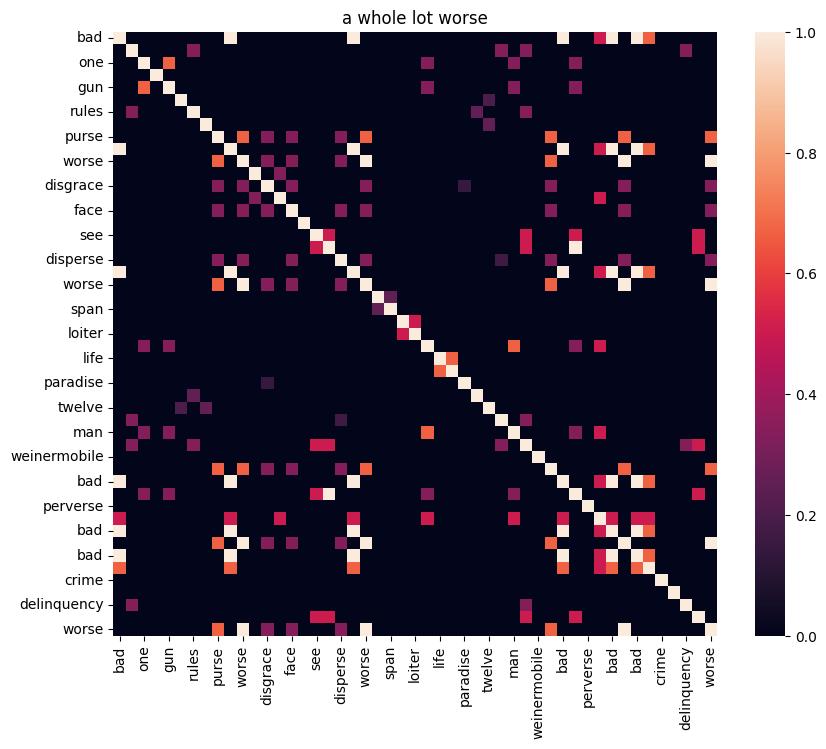 a whole lot worse
bad
one
gun
rules
purse
worse
disgrace
face
see
disperse
worse
span
loiter
life
paradise
twelve
man
weinermobile
bad
perverse
bad
bad
crime
delinquency
worse
1.0
0.8
0.6
0.4
0.2
0.0
bad
one
gun
rules
purse
worse
disgrace
face
see
disperse
worse
span
loiter
life
paradise
twelve
man
weinermobile
bad
perverse
bad
bad
crime
delinquency
worse